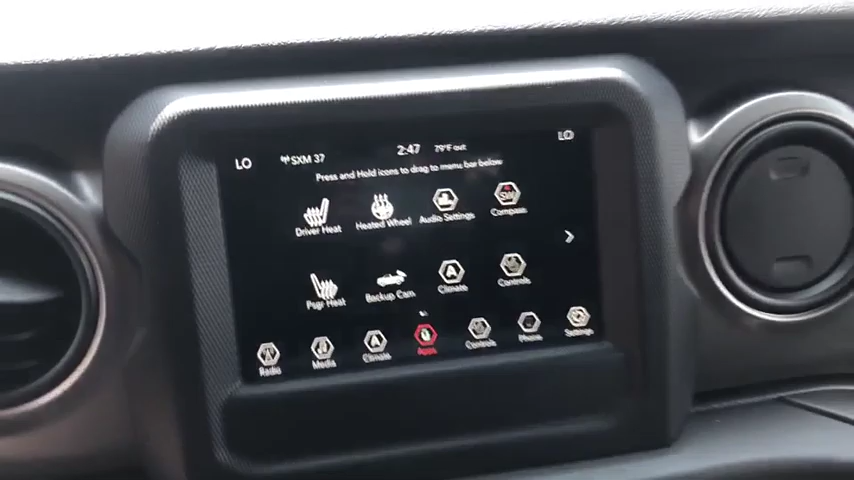 LO SXM 37 2:47 79°F out LO
Press and Hold icons to drag to menu bar below
Driver Heat Heated Wheel Audio Settings Compass
Psgr Heat Backup Cam Climate Controls
Radio Media Climate Apps Controls Phone Settings